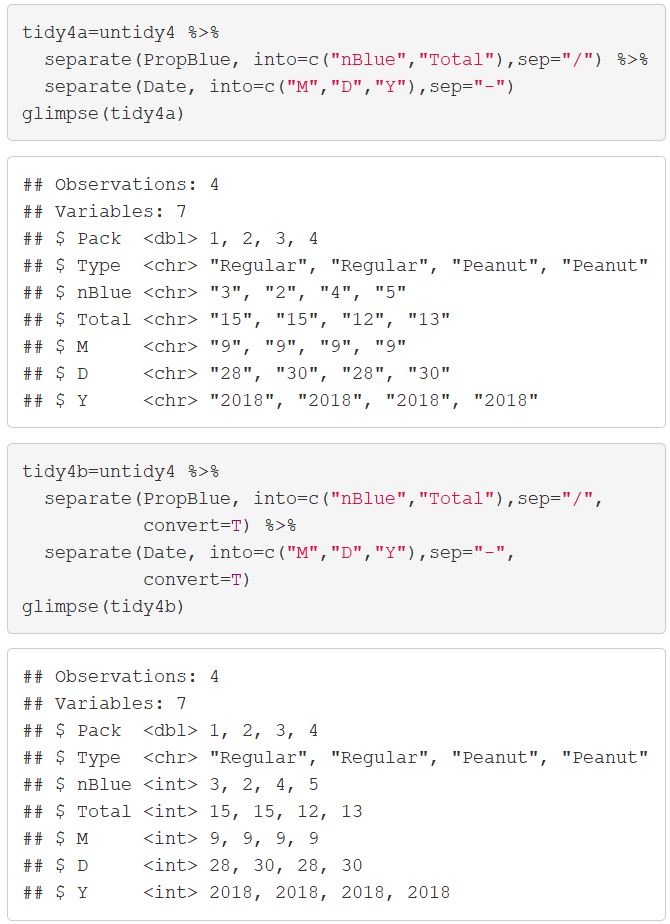 tidy4a=untidy4 %>%
  separate(PropBlue, into=c("nBlue","Total"),sep="/") %>%
  separate(Date, into=c("M","D","Y"),sep="-")
glimpse(tidy4a)
## Observations: 4
## Variables: 7
## $ Pack  <dbl> 1, 2, 3, 4
## $ Type  <chr> "Regular", "Regular", "Peanut", "Peanut"
## $ nBlue <chr> "3", "2", "4", "5"
## $ Total <chr> "15", "15", "12", "13"
## $ M     <chr> "9", "9", "9", "9"
## $ D     <chr> "28", "30", "28", "30"
## $ Y     <chr> "2018", "2018", "2018", "2018"
tidy4b=untidy4 %>%
  separate(PropBlue, into=c("nBlue","Total"),sep="/",
           convert=T) %>%
  separate(Date, into=c("M","D","Y"),sep="-",
           convert=T)
glimpse(tidy4b)
## Observations: 4
## Variables: 7
## $ Pack  <dbl> 1, 2, 3, 4
## $ Type  <chr> "Regular", "Regular", "Peanut", "Peanut"
## $ nBlue <int> 3, 2, 4, 5
## $ Total <int> 15, 15, 12, 13
## $ M     <int> 9, 9, 9, 9
## $ D     <int> 28, 30, 28, 30
## $ Y     <int> 2018, 2018, 2018, 2018